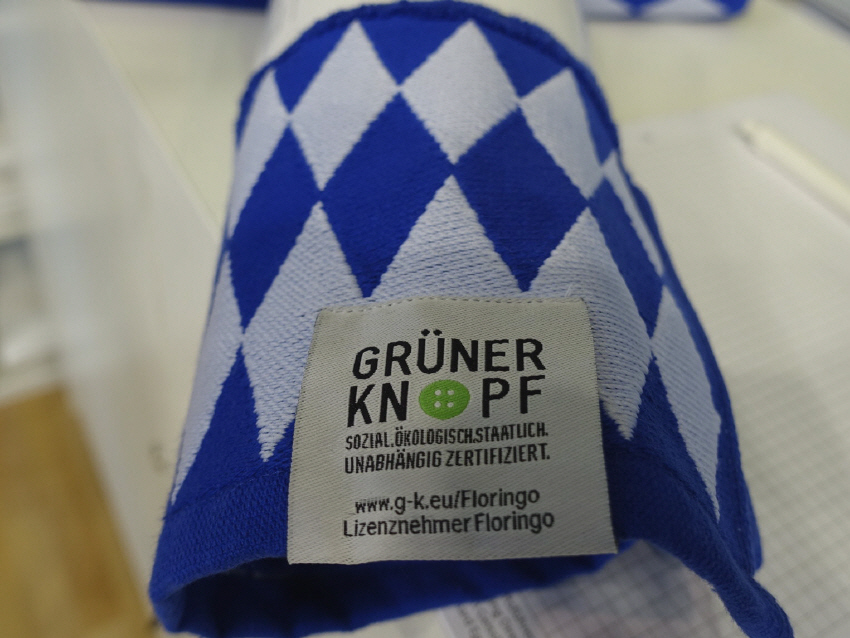 GRÜNER
KNOPF
SOZIAL.ÖKOLOGISCH.STAATLICH.
UNABHÄNGIG ZERTIFIZIERT.
www.g-k.eu/Floringo
Lizenznehmer Floringo